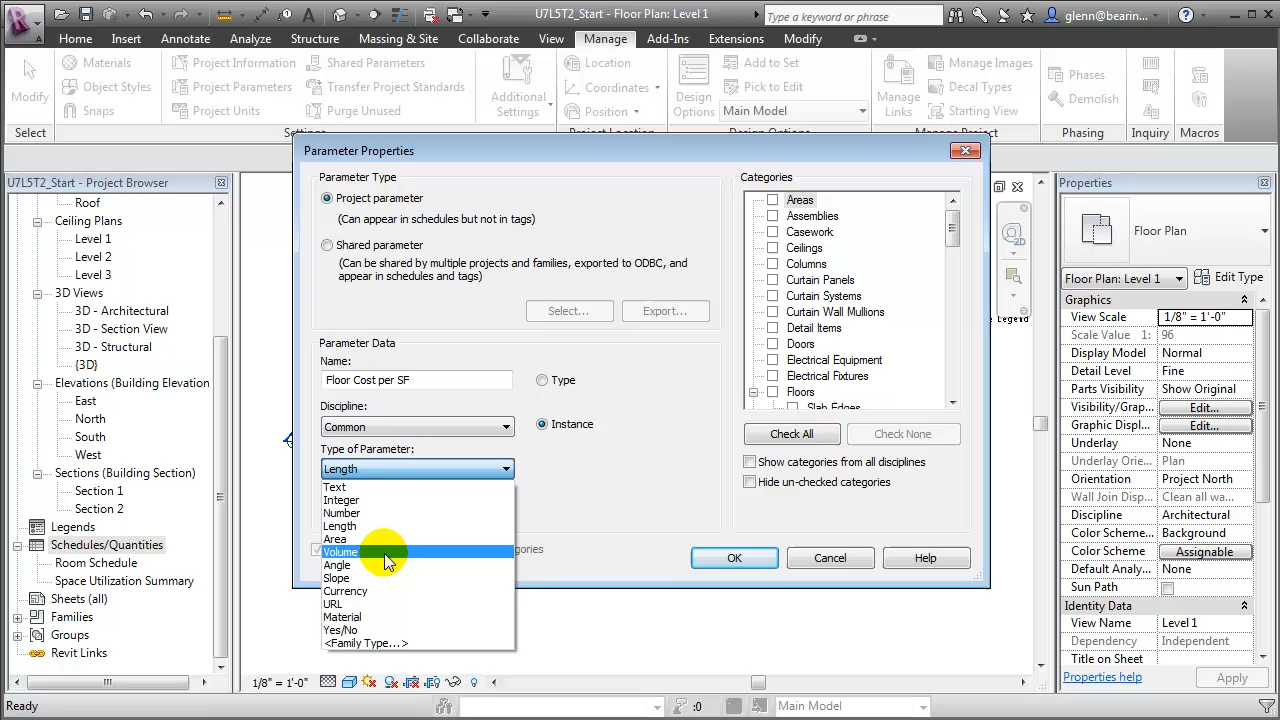 U7L5T2_Start - Floor Plan: Level 1
Type a keyword or phrase
glenn@bearin...
Home Insert Annotate Analyze Structure Massing & Site Collaborate View Manage Add-Ins Extensions Modify
Modify
Materials
Object Styles
Snaps
Project Information
Project Parameters
Project Units
Shared Parameters
Transfer Project Standards
Purge Unused
Additional
Settings
Location
Coordinates
Position
Design
Options
Add to Set
Pick to Edit
Main Model
Manage
Links
Manage Images
Decal Types
Starting View
Phases
Demolish
Select
Phasing
Inquiry
Macros
U7L5T2_Start - Project Browser
Roof
Ceiling Plans
Level 1
Level 2
Level 3
3D Views
3D - Architectural
3D - Section View
3D - Structural
{3D}
Elevations (Building Elevation
East
North
South
West
Sections (Building Section)
Section 1
Section 2
Legends
Schedules/Quantities
Room Schedule
Space Utilization Summary
Sheets (all)
Families
Groups
Revit Links
Parameter Properties
Parameter Type
Project parameter
(Can appear in schedules but not in tags)
Shared parameter
(Can be shared by multiple projects and families, exported to ODBC, and
appear in schedules and tags)
Select...
Export...
Parameter Data
Name:
Floor Cost per SF
Type
Discipline:
Common
Instance
Type of Parameter:
Length
Text
Integer
Number
Length
Area
Volume
Angle
Slope
Currency
URL
Material
Yes/No
<Family Type...>
Categories
Areas
Assemblies
Casework
Ceilings
Columns
Curtain Panels
Curtain Systems
Curtain Wall Mullions
Detail Items
Doors
Electrical Equipment
Electrical Fixtures
Floors
Slab Edges
Check All
Check None
Show categories from all disciplines
Hide un-checked categories
OK
Cancel
Help
2D
Legend
Properties
Floor Plan
Floor Plan: Level 1
Edit Type
Graphics
View Scale 1/8" = 1'-0"
Scale Value 1: 96
Display Model Normal
Detail Level Fine
Parts Visibility Show Original
Visibility/Grap... Edit...
Graphic Displ... Edit...
Underlay None
Underlay Orie... Plan
Orientation Project North
Wall Join Displ... Clean all wa...
Discipline Architectural
Color Scheme ... Background
Color Scheme Assignable
Default Analy... None
Sun Path
Identity Data
View Name Level 1
Dependency Independent
Title on Sheet
Properties help
Apply
1/8" = 1'-0"
Ready
:0
Main Model